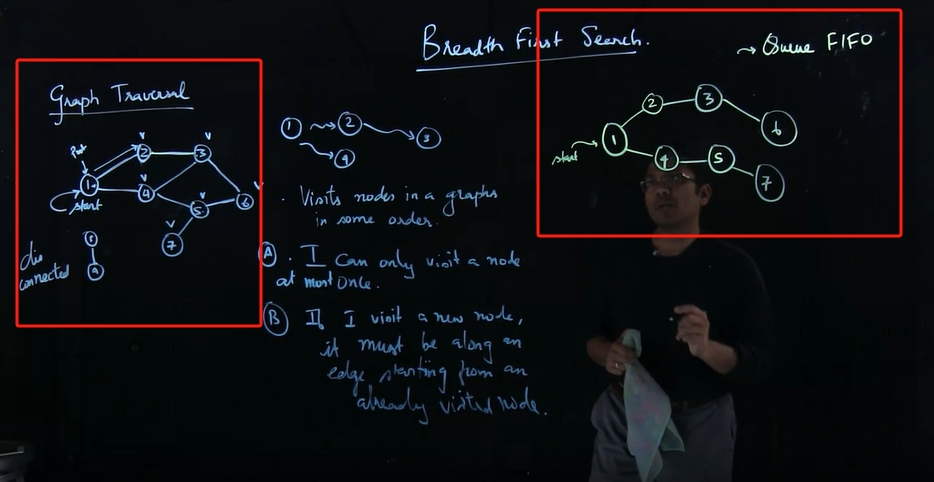 Breadth First Search.
→ Queue FIFO
Graph Traversal
1
2
3
4
5
6
7
start
8
9
dis
connected
1
2
3
4
. Visits nodes in a graphs
in some order.
A . I can only visit a node
at most once.
B If I visit a new node,
it must be along an
edge starting from an
already visited node.
start
1
2
3
6
4
5
7